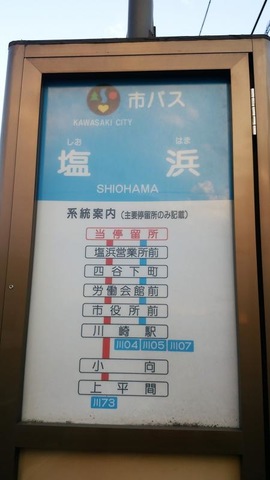 市バス
KAWASAKI CITY
しお はま
塩 浜
SHIOHAMA
系統案内 (主要停留所のみ記載)
当停留所
塩浜営業所前
四谷下町
労働会館前
市役所前
川崎駅
川04 川05 川07
小向
上平間
川73